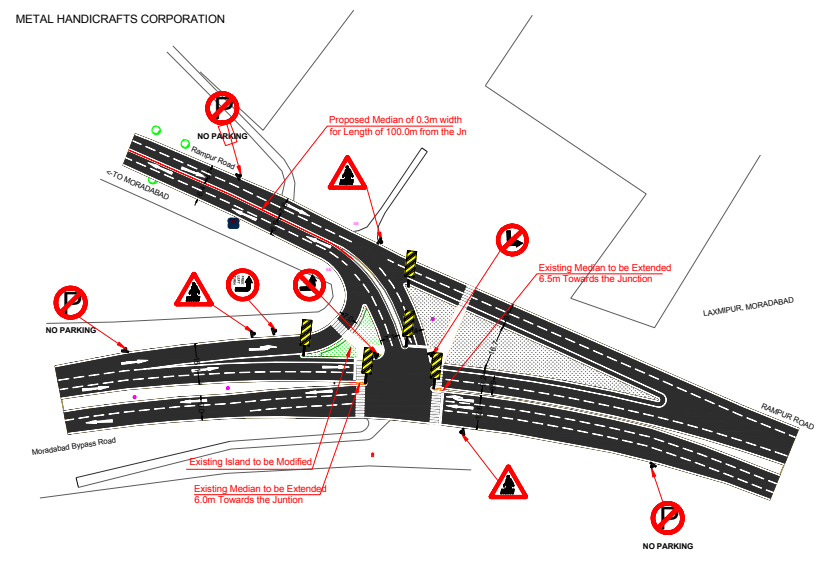 METAL HANDICRAFTS CORPORATION
Proposed Median of 0.3m width
for Length of 100.0m from the Jn
NO PARKING
Rampur Road
<-TO MORADABAD
Existing Median to be Extended
6.5m Towards the Junction
LAXMIPUR, MORADABAD
NO PARKING
RAMPUR ROAD
Moradabad Bypass Road
Existing Island to be Modified
Existing Median to be Extended
6.0m Towards the Juntion
NO PARKING